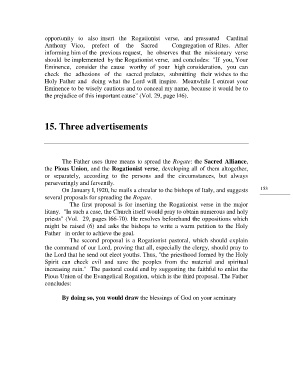 opportunity to also insert the Rogationist verse, and pressured Cardinal
Anthony Vico, prefect of the Sacred Congregation of Rites. After
informing him of the previous request, he observes that the missionary verse
should be implemented by the Rogationist verse, and concludes: "If you, Your
Eminence, consider the cause worthy of your high consideration, you can
check the adhesions of the sacred prelates, submitting their wishes to the
Holy Father and doing what the Lord will inspire. Meanwhile I entreat your
Eminence to be wisely cautious and to conceal my name, because it would be to
the prejudice of this important cause" (Vol. 29, page 146).
15. Three advertisements
The Father uses three means to spread the Rogate: the Sacred Alliance,
the Pious Union, and the Rogationist verse, developing all of them altogether,
or separately, according to the persons and the circumstances, but always
perseveringly and fervently.
On January 1, 1920, he mails a circular to the bishops of Italy, and suggests
several proposals for spreading the Rogate.
153
The first proposal is for inserting the Rogationist verse in the major
litany. "In such a case, the Church itself would pray to obtain numerous and holy
priests" (Vol. 29, pages 166-70). He resolves beforehand the oppositions which
might be raised (6) and asks the bishops to write a warm petition to the Holy
Father in order to achieve the goal.
The second proposal is a Rogationist pastoral, which should explain
the command of our Lord, proving that all, especially the clergy, should pray to
the Lord that he send out elect youths. Thus, "the priesthood formed by the Holy
Spirit can check evil and save the peoples from the material and spiritual
increasing ruin." The pastoral could end by suggesting the faithful to enlist the
Pious Union of the Evangelical Rogation, which is the third proposal. The Father
concludes:
By doing so, you would draw the blessings of God on your seminary